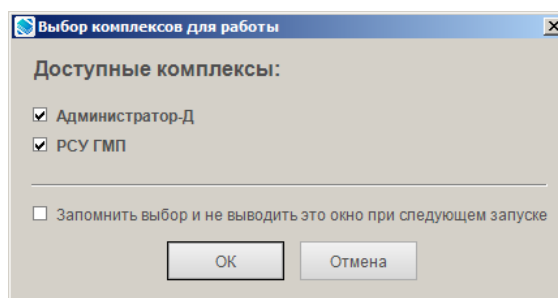 Выбор комплексов для работы
Доступные комплексы:
Администратор-Д
РСУ ГМП
Запомнить выбор и не выводить это окно при следующем запуске
ОК
Отмена